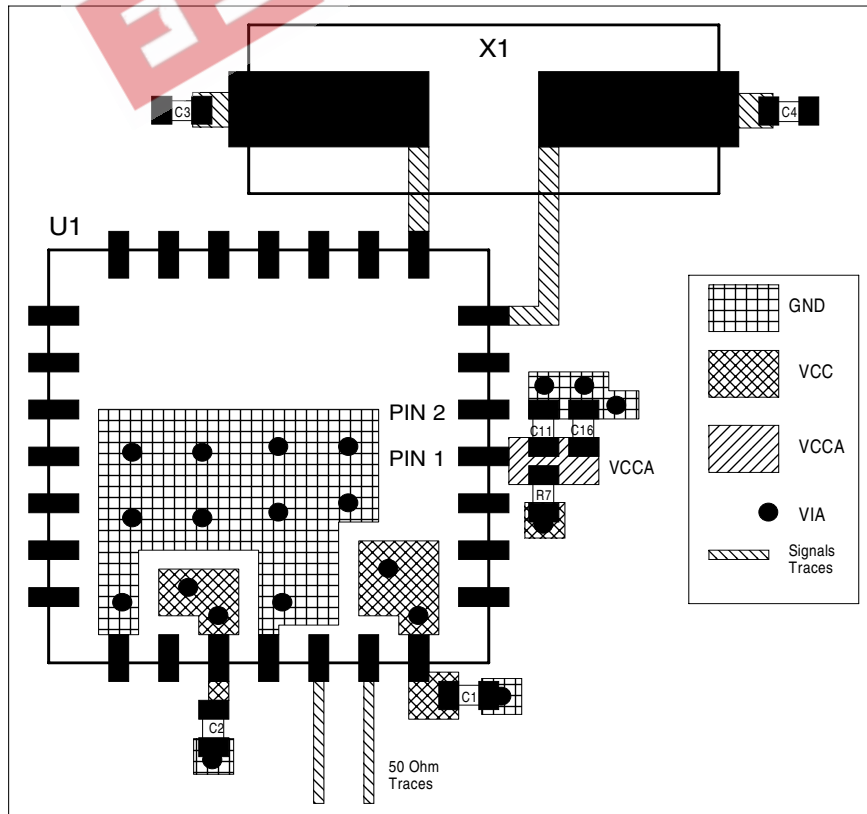 X1
C3
C4
U1
GND
VCC
PIN 2
C11 C16
PIN 1
VCCA
VCCA
R7
VIA
Signals
Traces
C1
C2
50 Ohm
Traces